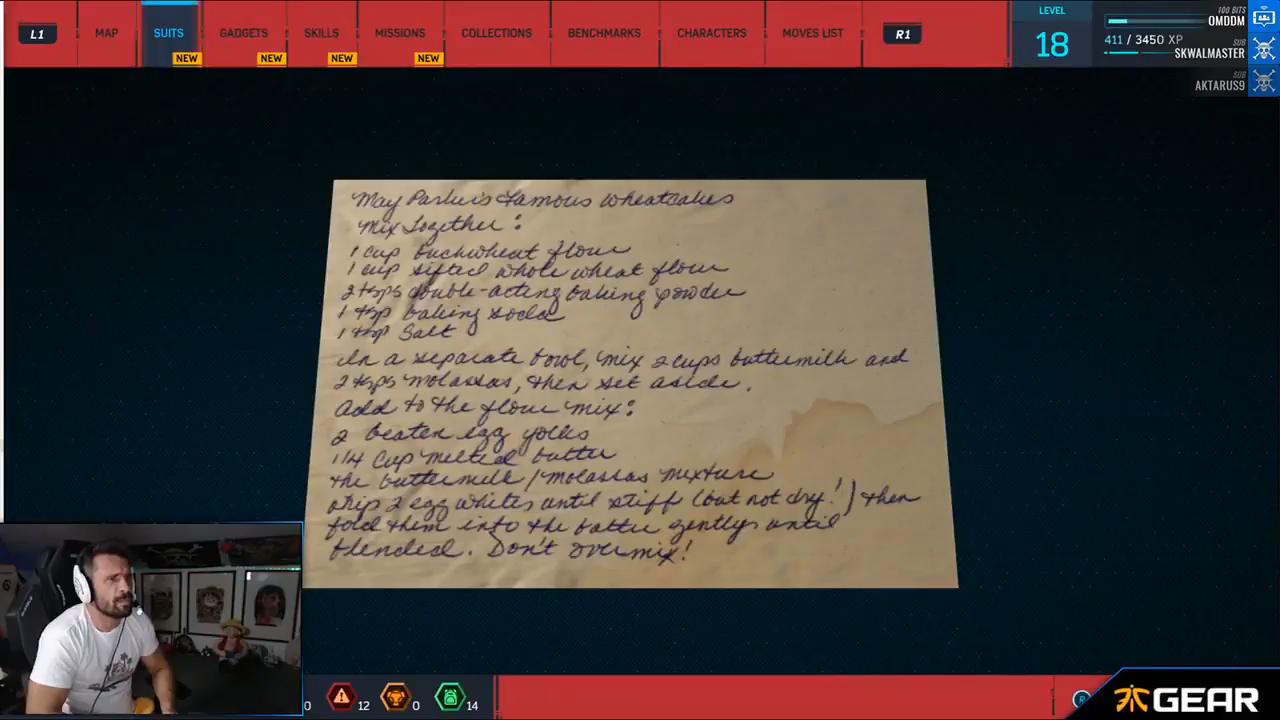 L1
MAP
SUITS
GADGETS
SKILLS
MISSIONS
COLLECTIONS
BENCHMARKS
CHARACTERS
MOVES LIST
R1
NEW
NEW
NEW
NEW
LEVEL
18
411 / 3450 XP
100 BITS
OMDDM
SUB
SKWALMASTER
SUB
AKTARUS9
May Parker's Famous Wheatcakes
Mix Together:
1 cup buckwheat flour
1 cup sifted whole wheat flour
2 tsps double-acting baking powder
1 tsp baking soda
1 tsp Salt
In a separate bowl, mix 2 cups buttermilk and
2 tsps molassas, then set aside.
Add to the flour mix:
2 beaten egg yolks
1/4 cup melted butter
the buttermilk / molassas mixture
Whip 2 egg whites until stiff (but not dry!) then
fold them into the batter gently until
blended. Don't overmix!
0
12
0
14
R
GEAR